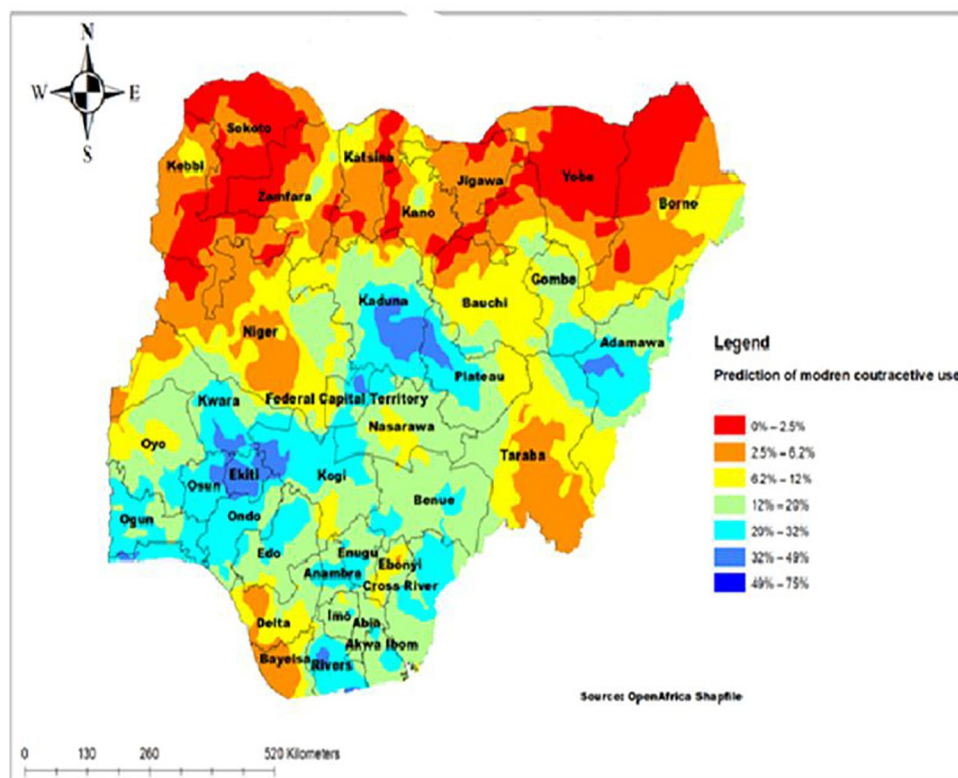 N
W E
S
Sokoto
Kebbi
Zamfara
Katsina
Kano
Jigawa
Yobe
Borno
Gombe
Bauchi
Kaduna
Niger
Adamawa
Plateau
Federal Capital Territory
Kwara
Nasarawa
Oyo
Taraba
Ekiti
Kogi
Osun
Benue
Ogun
Ondo
Edo
Enugu
Ebonyi
Anambra
Cross River
Imo
Abia
Delta
Akwa Ibom
Bayelsa
Rivers
Legend
Prediction of modren coutracetive use
0% – 2.5%
2.5% – 6.2%
6.2% – 12%
12% – 20%
20% – 32%
32% – 49%
49% – 75%
Source: OpenAfrica Shapfile
0 130 260 520 Kilometers